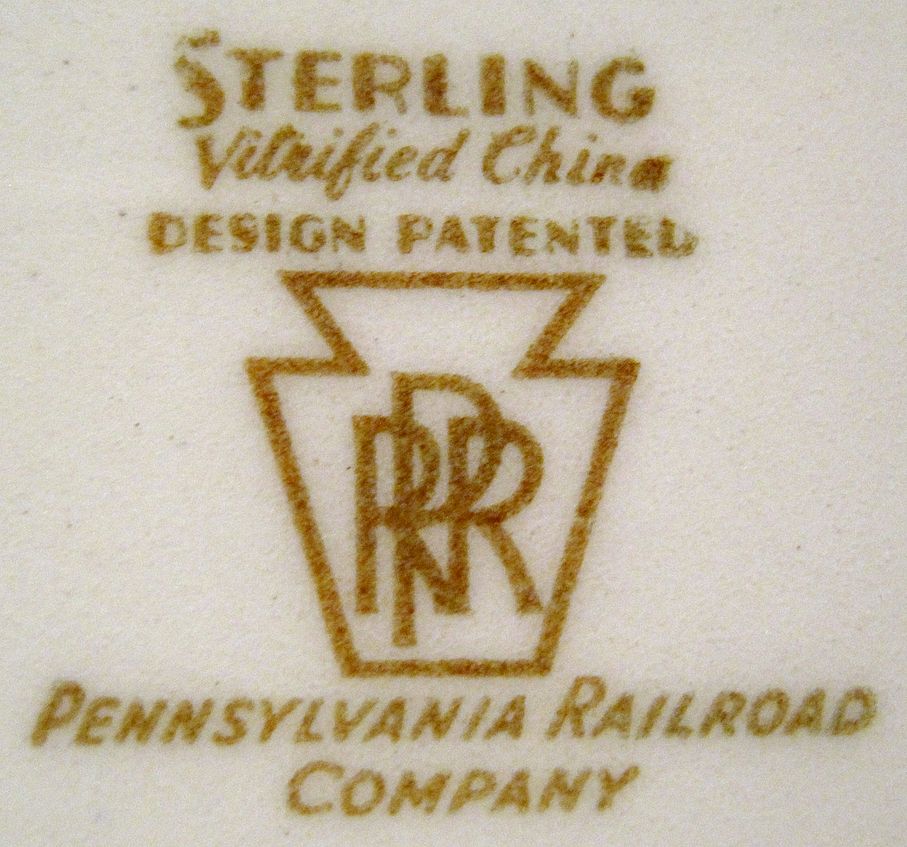 STERLING
Vitrified China
DESIGN PATENTED
PRR
PENNSYLVANIA RAILROAD
COMPANY